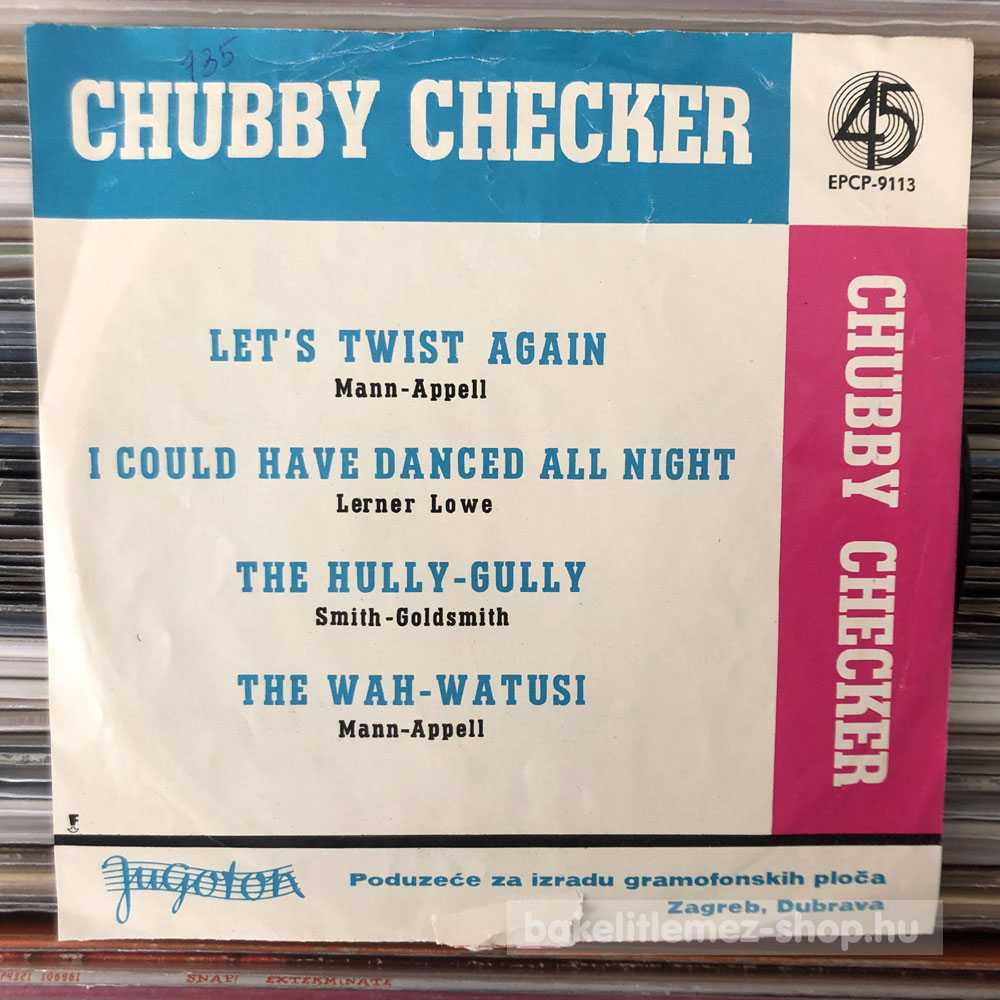 135
CHUBBY CHECKER
45
EPCP-9113
CHUBBY CHECKER
LET'S TWIST AGAIN
Mann-Appell
I COULD HAVE DANCED ALL NIGHT
Lerner Lowe
THE HULLY-GULLY
Smith-Goldsmith
THE WAH-WATUSI
Mann-Appell
F
Jugoton
Poduzeće za izradu gramofonskih ploča
Zagreb, Dubrava
bakelitlemez-shop.hu
SNAP! EXTERMINATE